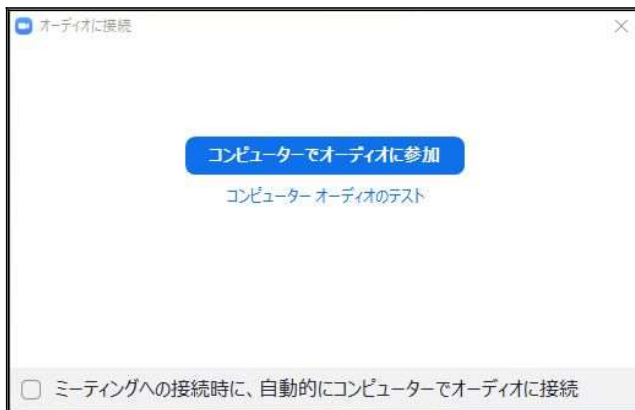 オーディオに接続
コンピューターでオーディオに参加
コンピューター オーディオのテスト
ミーティングへの接続時に、自動的にコンピューターでオーディオに接続